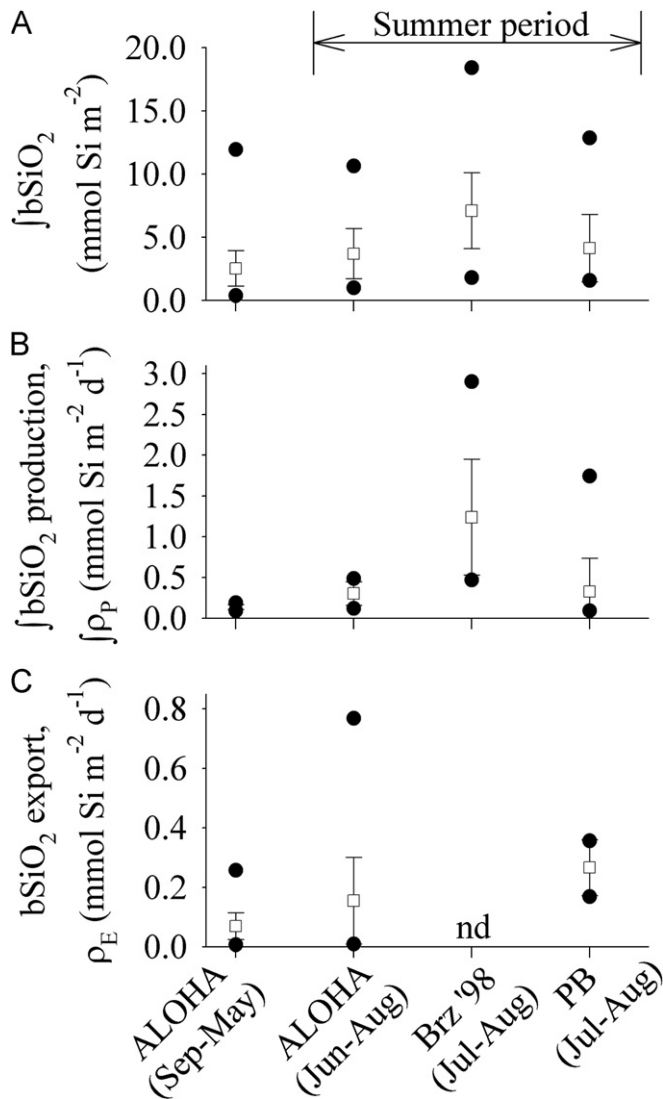 A
Summer period
20.0
15.0
10.0
5.0
0.0
∫bSiO₂
(mmol Si m⁻²)
B
3.0
2.5
2.0
1.5
1.0
0.5
0.0
∫bSiO₂ production,
∫ρ_P (mmol Si m⁻² d⁻¹)
C
0.8
0.6
0.4
0.2
0.0
bSiO₂ export,
ρ_E (mmol Si m⁻² d⁻¹)
nd
ALOHA
(Sep-May)
ALOHA
(Jun-Aug)
Brz '98
(Jul-Aug)
PB
(Jul-Aug)